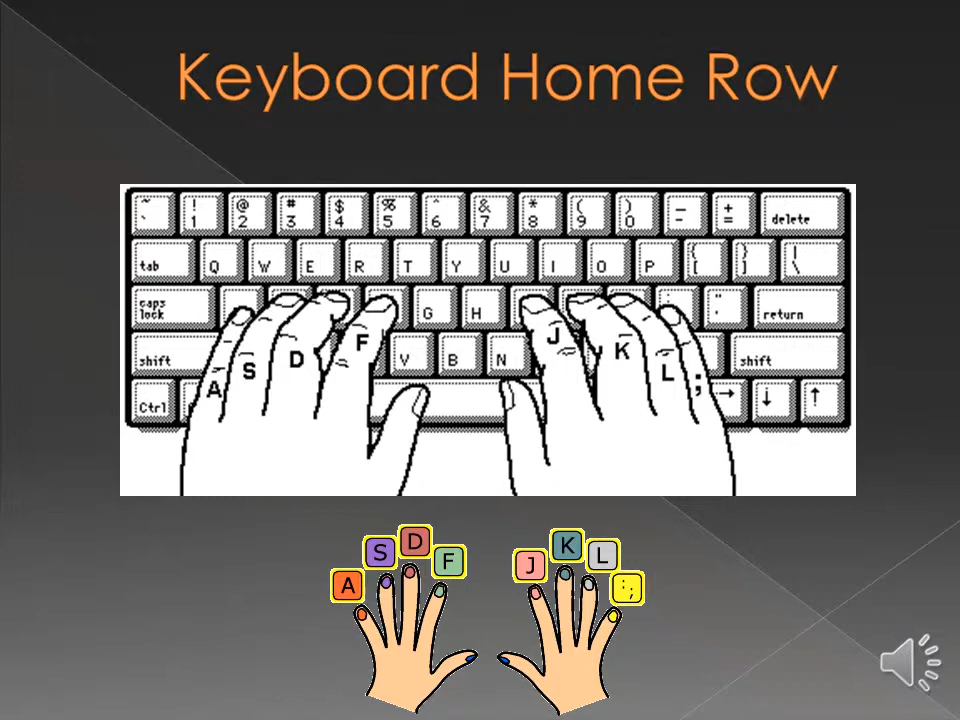 Keyboard Home Row
~ ! @ # $ % ^ & * ( ) _ +
` 1 2 3 4 5 6 7 8 9 0 - = delete
tab Q W E R T Y U I O P { [ } ] | \
caps lock G H : " ' return
shift V B N shift
Ctrl → ↓ ↑
A S D F J K L ;
A S D F J K L : ;